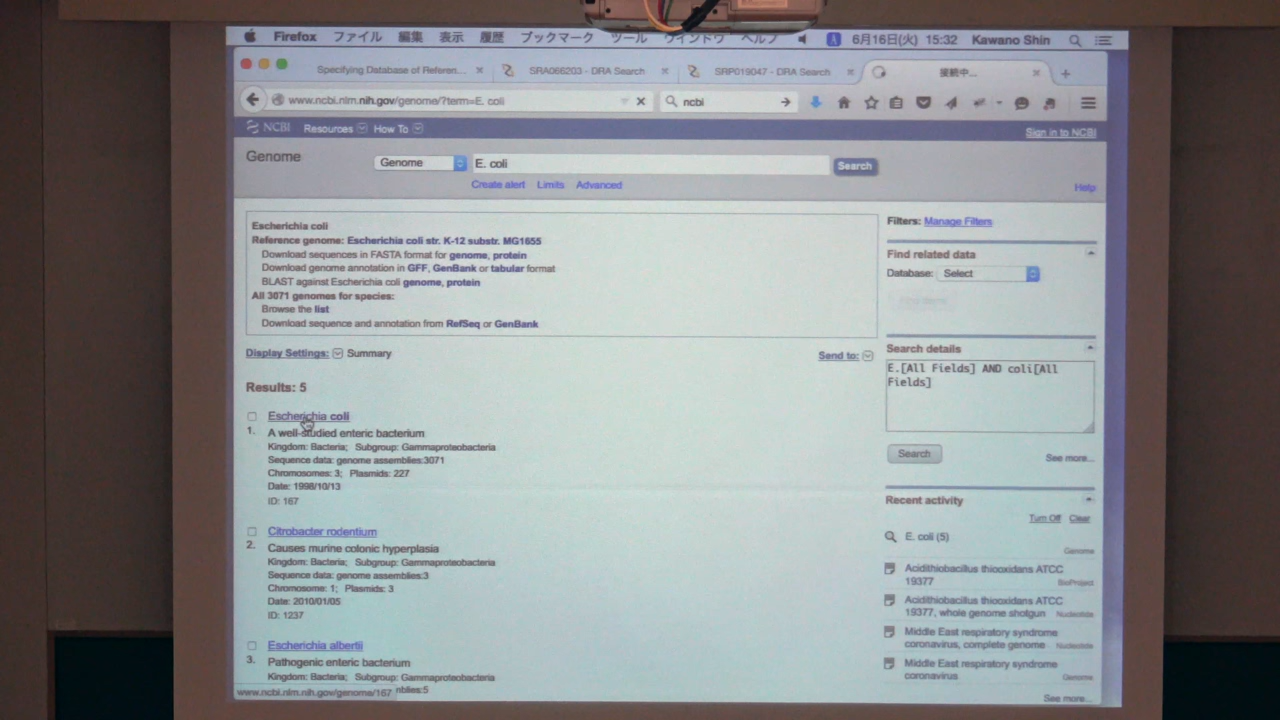 Firefox ファイル 編集 表示 履歴 ブックマーク ツール ウインドウ ヘルプ 6月16日(火) 15:32 Kawano Shin
Specifying Database of Referen... SRA066203 - DRA Search SRP019047 - DRA Search 接続中...
www.ncbi.nlm.nih.gov/genome/?term=E. coli ncbi
NCBI Resources How To Sign in to NCBI
Genome Genome E. coli Search
Create alert Limits Advanced Help
Escherichia coli
Reference genome: Escherichia coli str. K-12 substr. MG1655
Download sequences in FASTA format for genome, protein
Download genome annotation in GFF, GenBank or tabular format
BLAST against Escherichia coli genome, protein
All 3071 genomes for species:
Browse the list
Download sequence and annotation from RefSeq or GenBank
Display Settings: Summary Send to:
Results: 5
Escherichia coli
1. A well-studied enteric bacterium
Kingdom: Bacteria; Subgroup: Gammaproteobacteria
Sequence data: genome assemblies:3071
Chromosomes: 3; Plasmids: 227
Date: 1998/10/13
ID: 167
Citrobacter rodentium
2. Causes murine colonic hyperplasia
Kingdom: Bacteria; Subgroup: Gammaproteobacteria
Sequence data: genome assemblies:3
Chromosome: 1; Plasmids: 3
Date: 2010/01/05
ID: 1237
Escherichia albertii
3. Pathogenic enteric bacterium
Kingdom: Bacteria; Subgroup: Gammaproteobacteria
www.ncbi.nlm.nih.gov/genome/167 nblies:5
Filters: Manage Filters
Find related data
Database: Select
Search details
E.[All Fields] AND coli[All
Fields]
Search See more...
Recent activity
Turn Off Clear
E. coli (5)
Genome
Acidithiobacillus thiooxidans ATCC
19377 BioProject
Acidithiobacillus thiooxidans ATCC
19377, whole genome shotgun Nucleotide
Middle East respiratory syndrome
coronavirus, complete genome Nucleotide
Middle East respiratory syndrome
coronavirus Genome
See more...